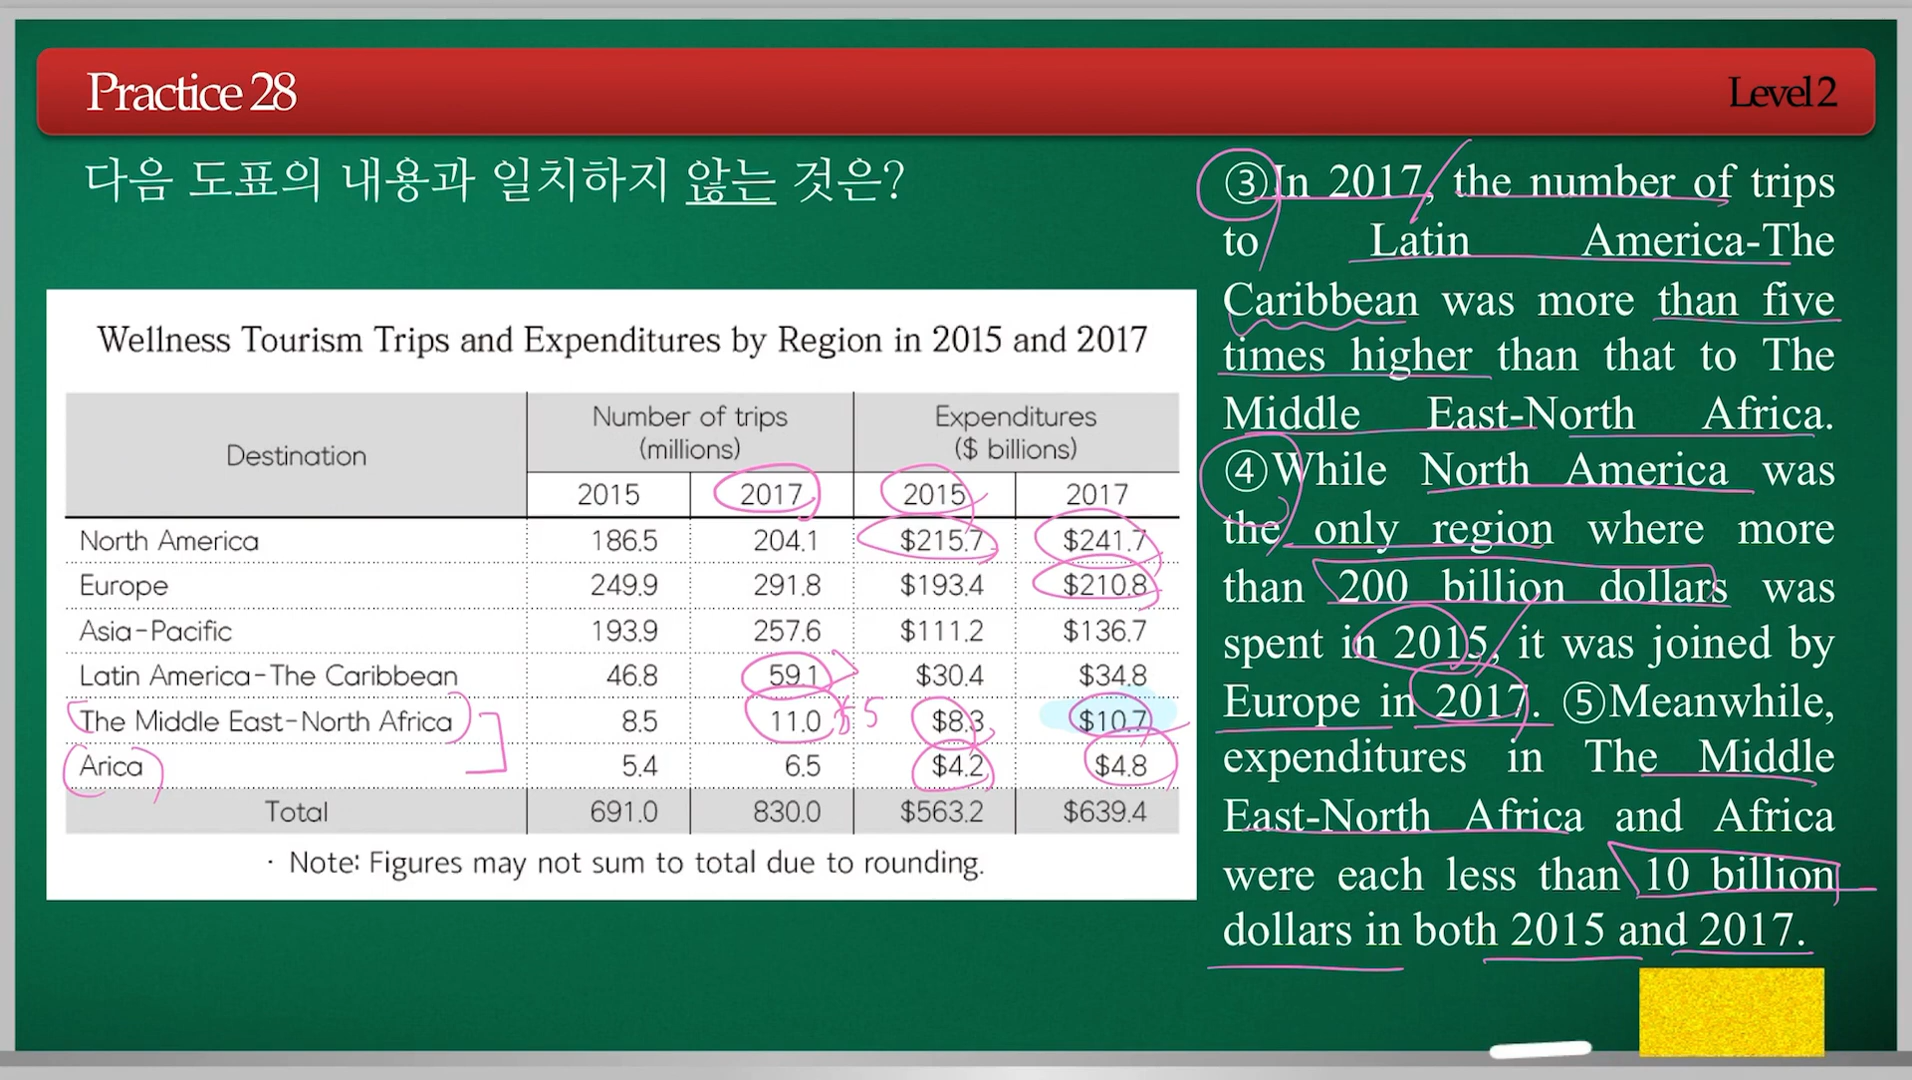 Practice 28
Level 2
다음 도표의 내용과 일치하지 않는 것은?
Wellness Tourism Trips and Expenditures by Region in 2015 and 2017
Destination
Number of trips
(millions)
Expenditures
($ billions)
2015 2017 2015 2017
North America 186.5 204.1 $215.7 $241.7
Europe 249.9 291.8 $193.4 $210.8
Asia-Pacific 193.9 257.6 $111.2 $136.7
Latin America-The Caribbean 46.8 59.1 $30.4 $34.8
The Middle East-North Africa 8.5 11.0 $8.3 $10.7
Arica 5.4 6.5 $4.2 $4.8
Total 691.0 830.0 $563.2 $639.4
· Note: Figures may not sum to total due to rounding.
③In 2017, the number of trips
to Latin America-The
Caribbean was more than five
times higher than that to The
Middle East-North Africa.
④While North America was
the only region where more
than 200 billion dollars was
spent in 2015, it was joined by
Europe in 2017. ⑤Meanwhile,
expenditures in The Middle
East-North Africa and Africa
were each less than 10 billion
dollars in both 2015 and 2017.